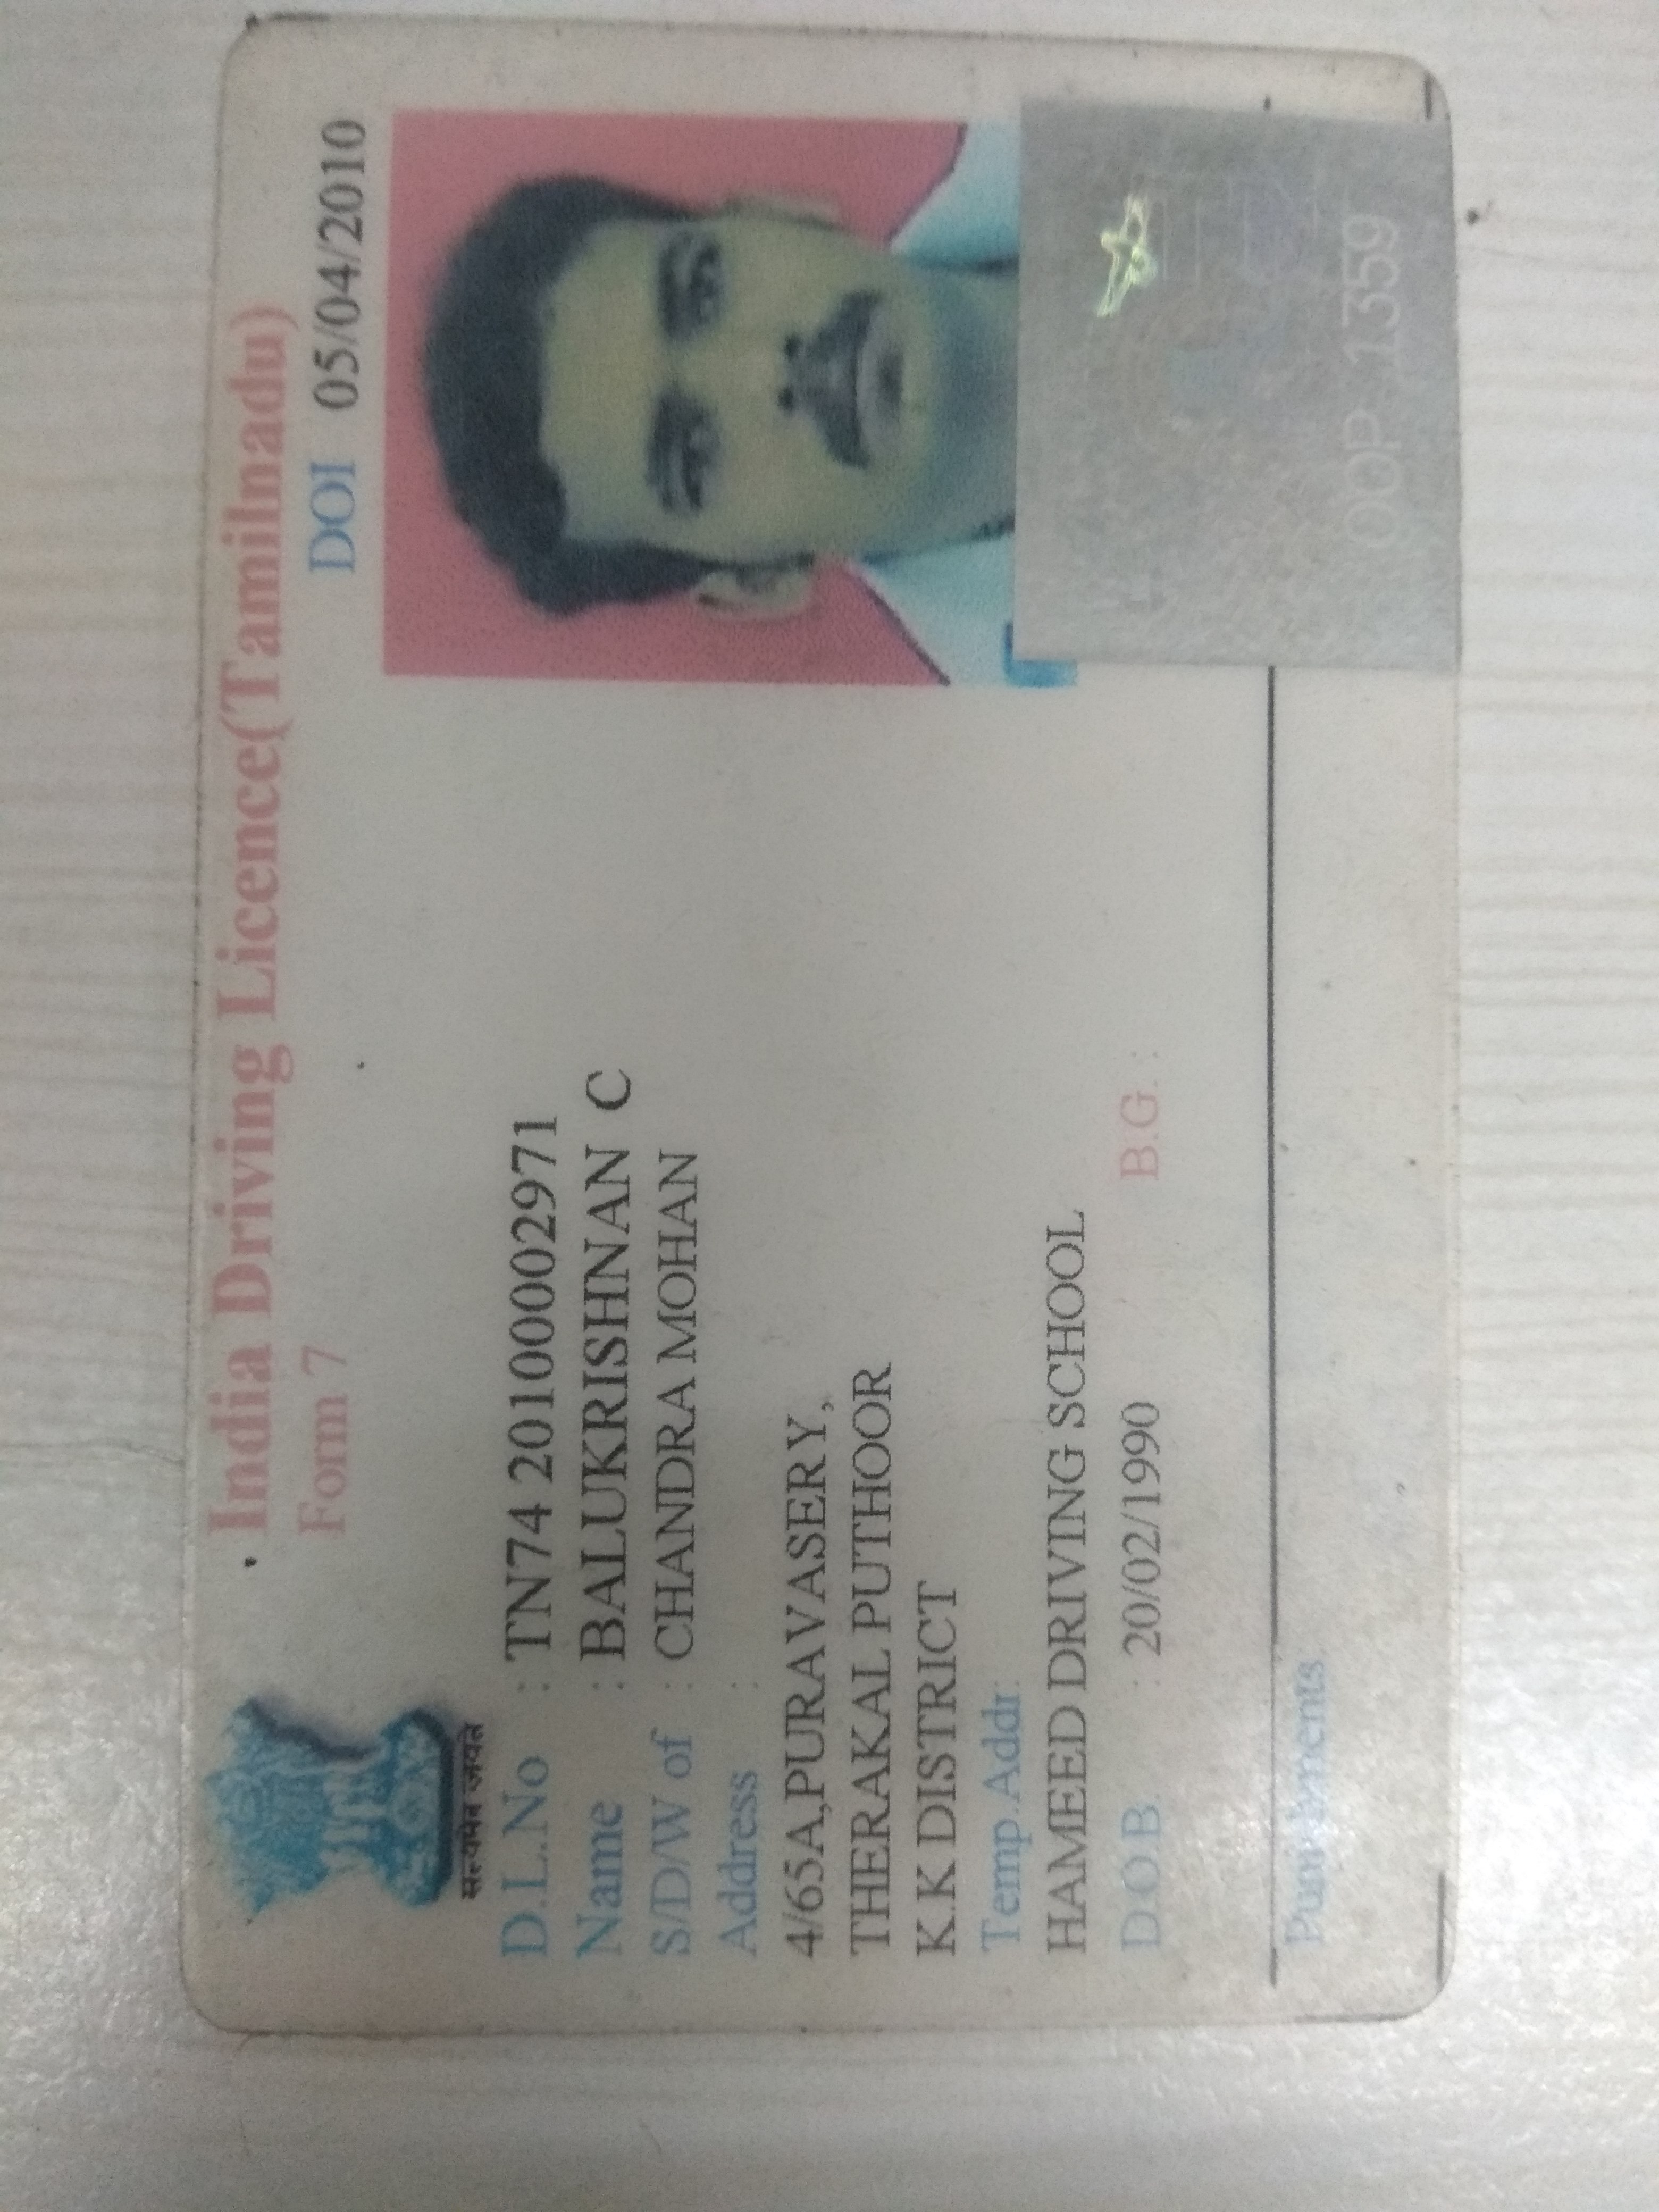 India Driving Licence(Tamilnadu)
Form 7
DOI 05/04/2010
सत्यमेव जयते
D.L.No : TN74 20100002971
Name : BALUKRISHNAN C
S/D/W of : CHANDRA MOHAN
Address :
4/65A,PURAVASERY,
THERAKAL PUTHOOR
K.K DISTRICT
Temp.Addr:
HAMEED DRIVING SCHOOL
D.O.B. : 20/02/1990 B.G. :
Punishments
OOP 1359